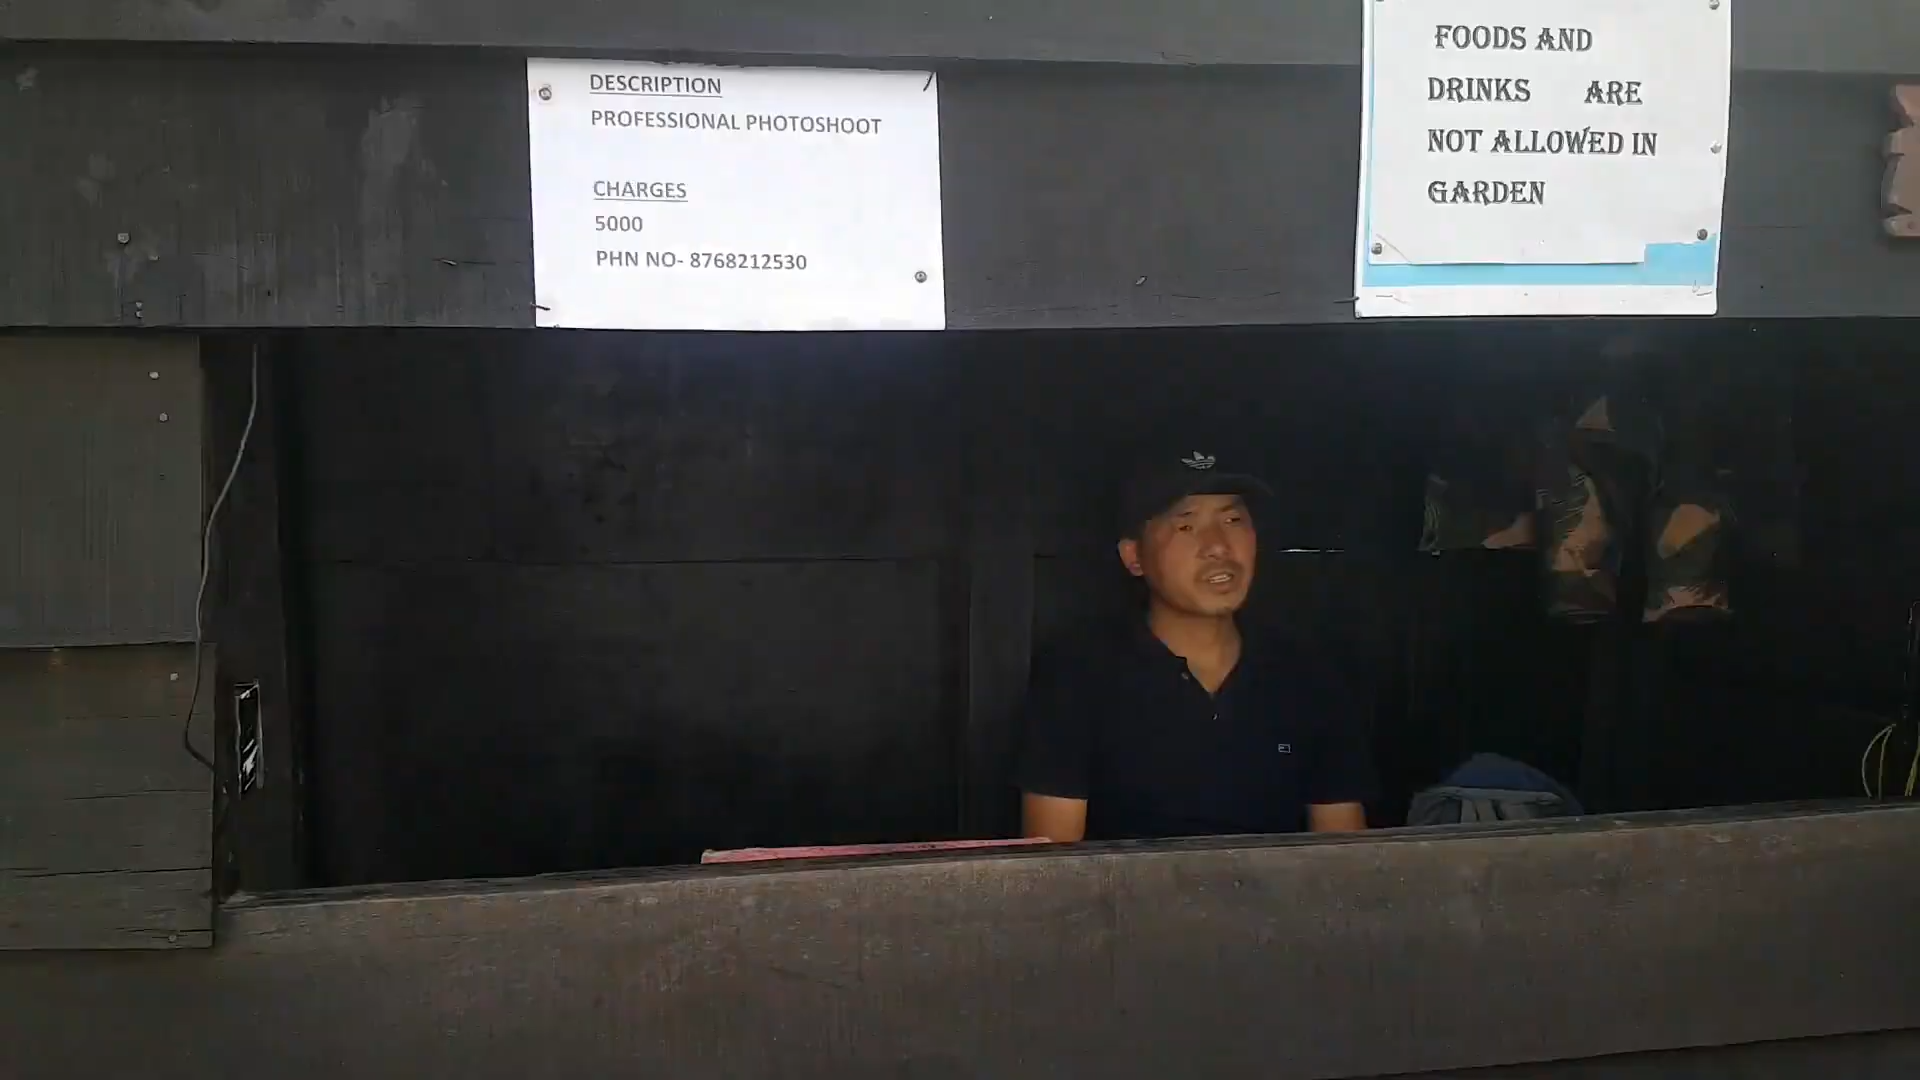 DESCRIPTION
PROFESSIONAL PHOTOSHOOT
CHARGES
5000
PHN NO- 8768212530
FOODS AND
DRINKS ARE
NOT ALLOWED IN
GARDEN